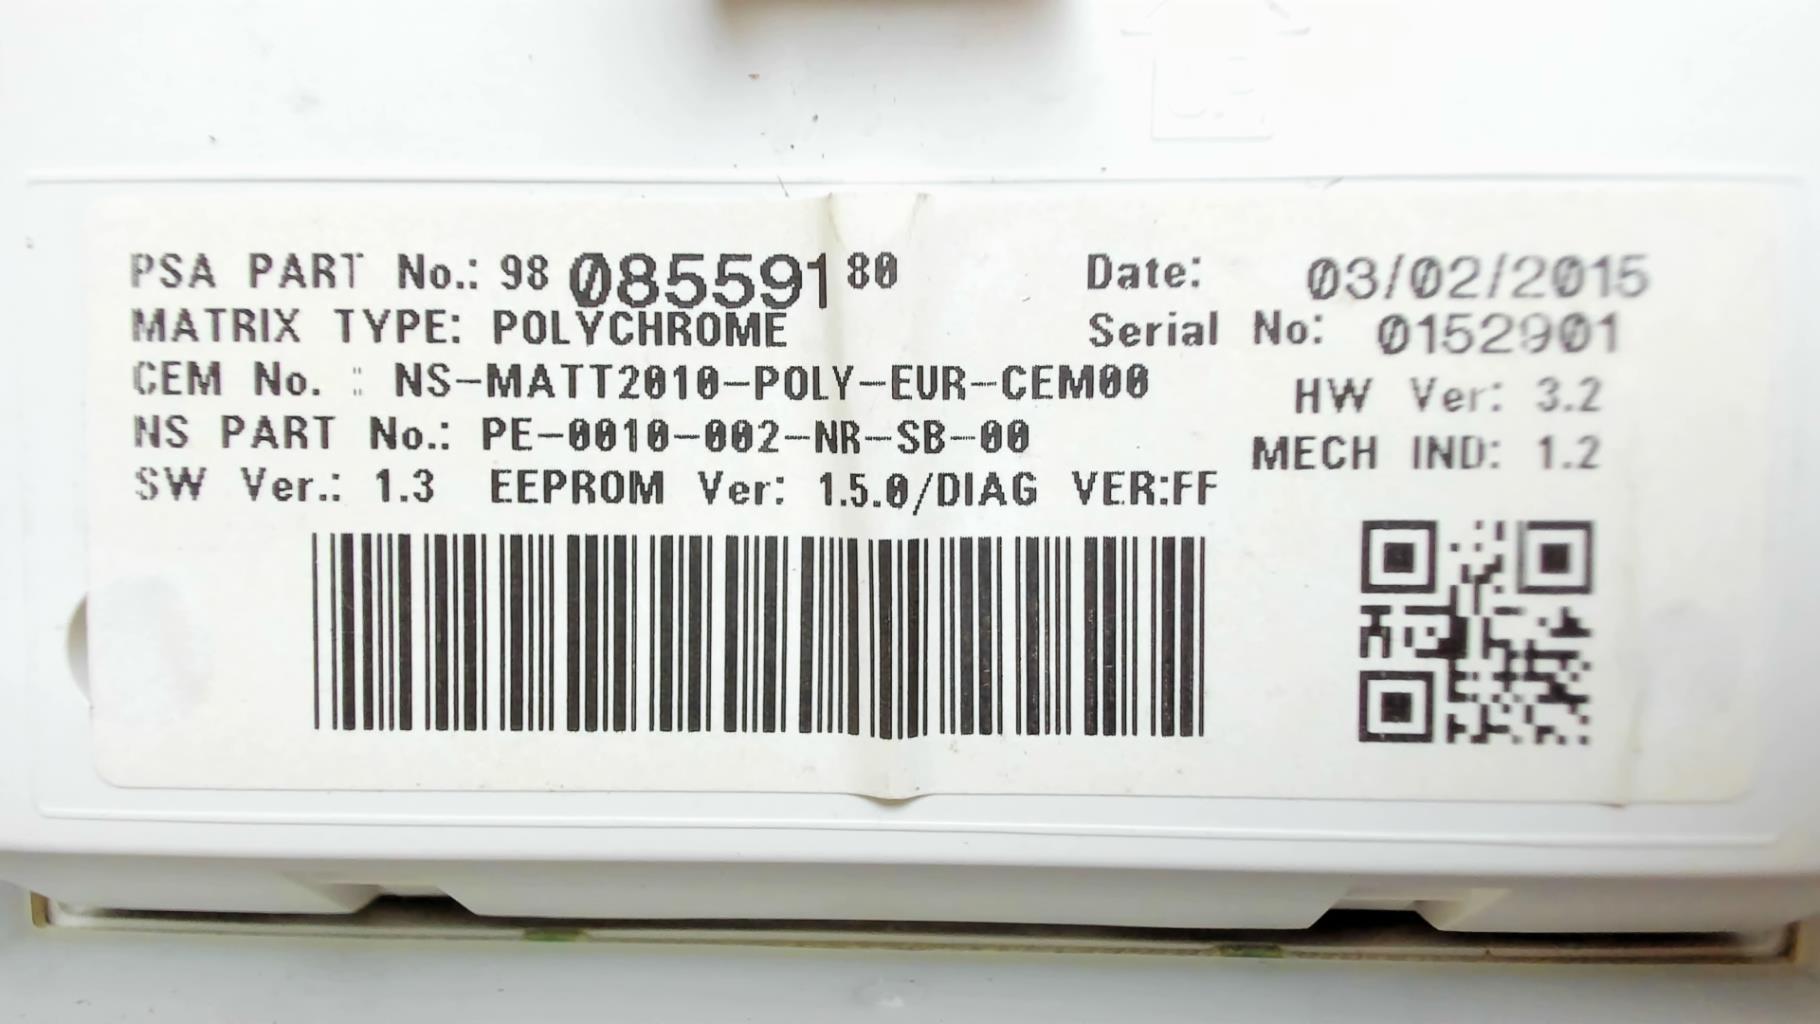 PSA PART No.: 98 085591 80 Date: 03/02/2015
MATRIX TYPE: POLYCHROME Serial No: 0152901
CEM No. : NS-MATT2010-POLY-EUR-CEM00 HW Ver: 3.2
NS PART No.: PE-0010-002-NR-SB-00 MECH IND: 1.2
SW Ver.: 1.3 EEPROM Ver: 1.5.0/DIAG VER:FF